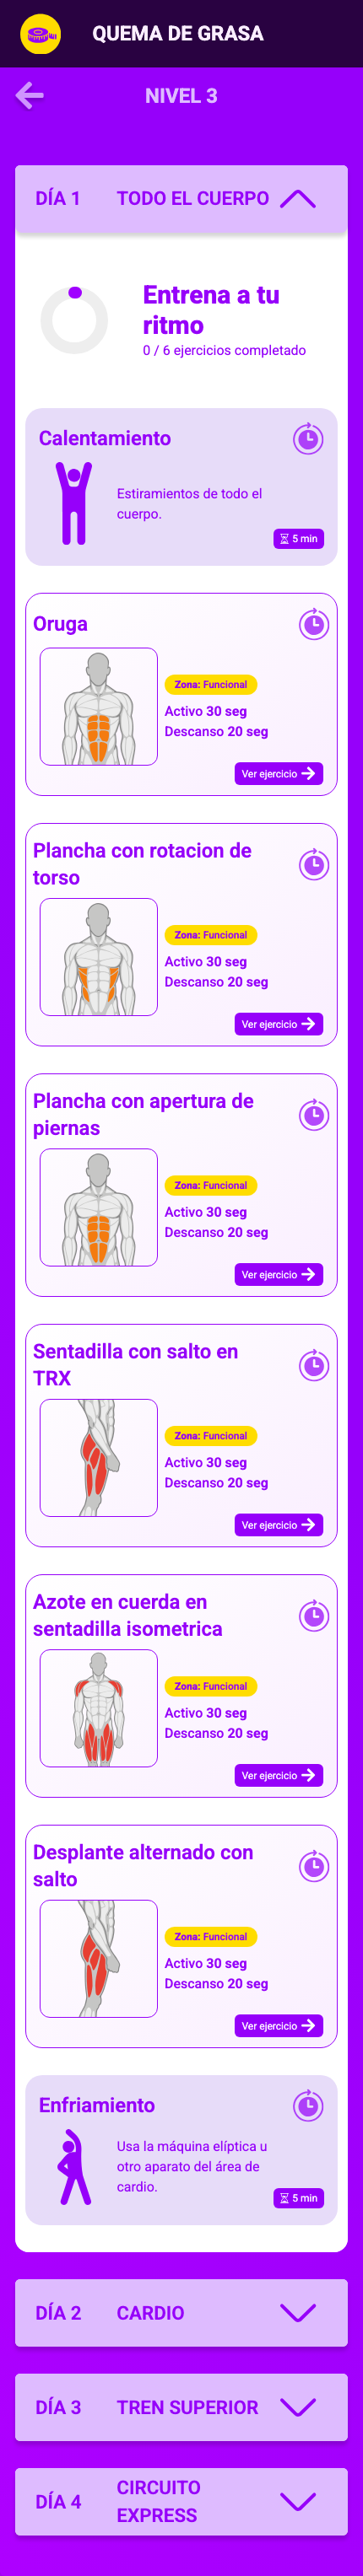 QUEMA DE GRASA
NIVEL 3
DÍA 1 TODO EL CUERPO
Entrena a tu
ritmo
0 / 6 ejercicios completado
Calentamiento
Estiramientos de todo el
cuerpo.
5 min
Oruga
Zona: Funcional
Activo 30 seg
Descanso 20 seg
Ver ejercicio
Plancha con rotacion de
torso
Zona: Funcional
Activo 30 seg
Descanso 20 seg
Ver ejercicio
Plancha con apertura de
piernas
Zona: Funcional
Activo 30 seg
Descanso 20 seg
Ver ejercicio
Sentadilla con salto en
TRX
Zona: Funcional
Activo 30 seg
Descanso 20 seg
Ver ejercicio
Azote en cuerda en
sentadilla isometrica
Zona: Funcional
Activo 30 seg
Descanso 20 seg
Ver ejercicio
Desplante alternado con
salto
Zona: Funcional
Activo 30 seg
Descanso 20 seg
Ver ejercicio
Enfriamiento
Usa la máquina elíptica u
otro aparato del área de
cardio.
5 min
DÍA 2 CARDIO
DÍA 3 TREN SUPERIOR
DÍA 4 CIRCUITO
EXPRESS